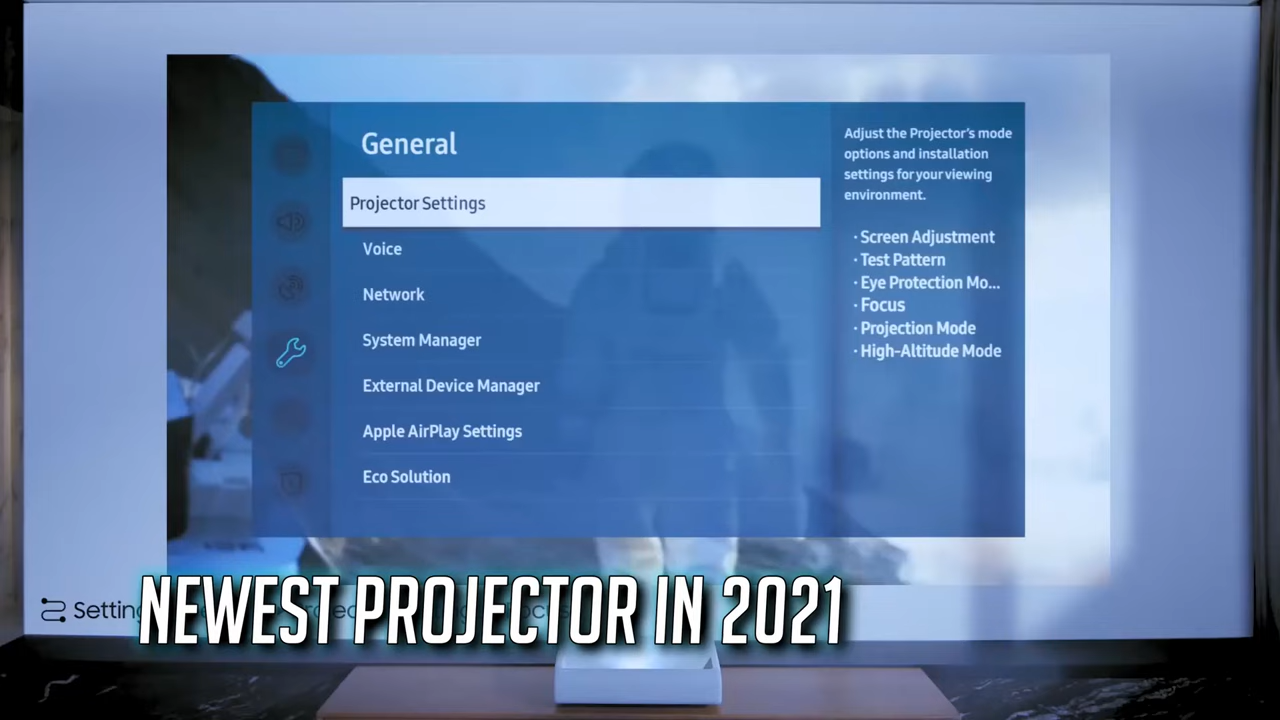 General
Projector Settings
Voice
Network
System Manager
External Device Manager
Apple AirPlay Settings
Eco Solution
Adjust the Projector's mode
options and installation
settings for your viewing
environment.
· Screen Adjustment
· Test Pattern
· Eye Protection Mo...
· Focus
· Projection Mode
· High-Altitude Mode
NEWEST PROJECTOR IN 2021